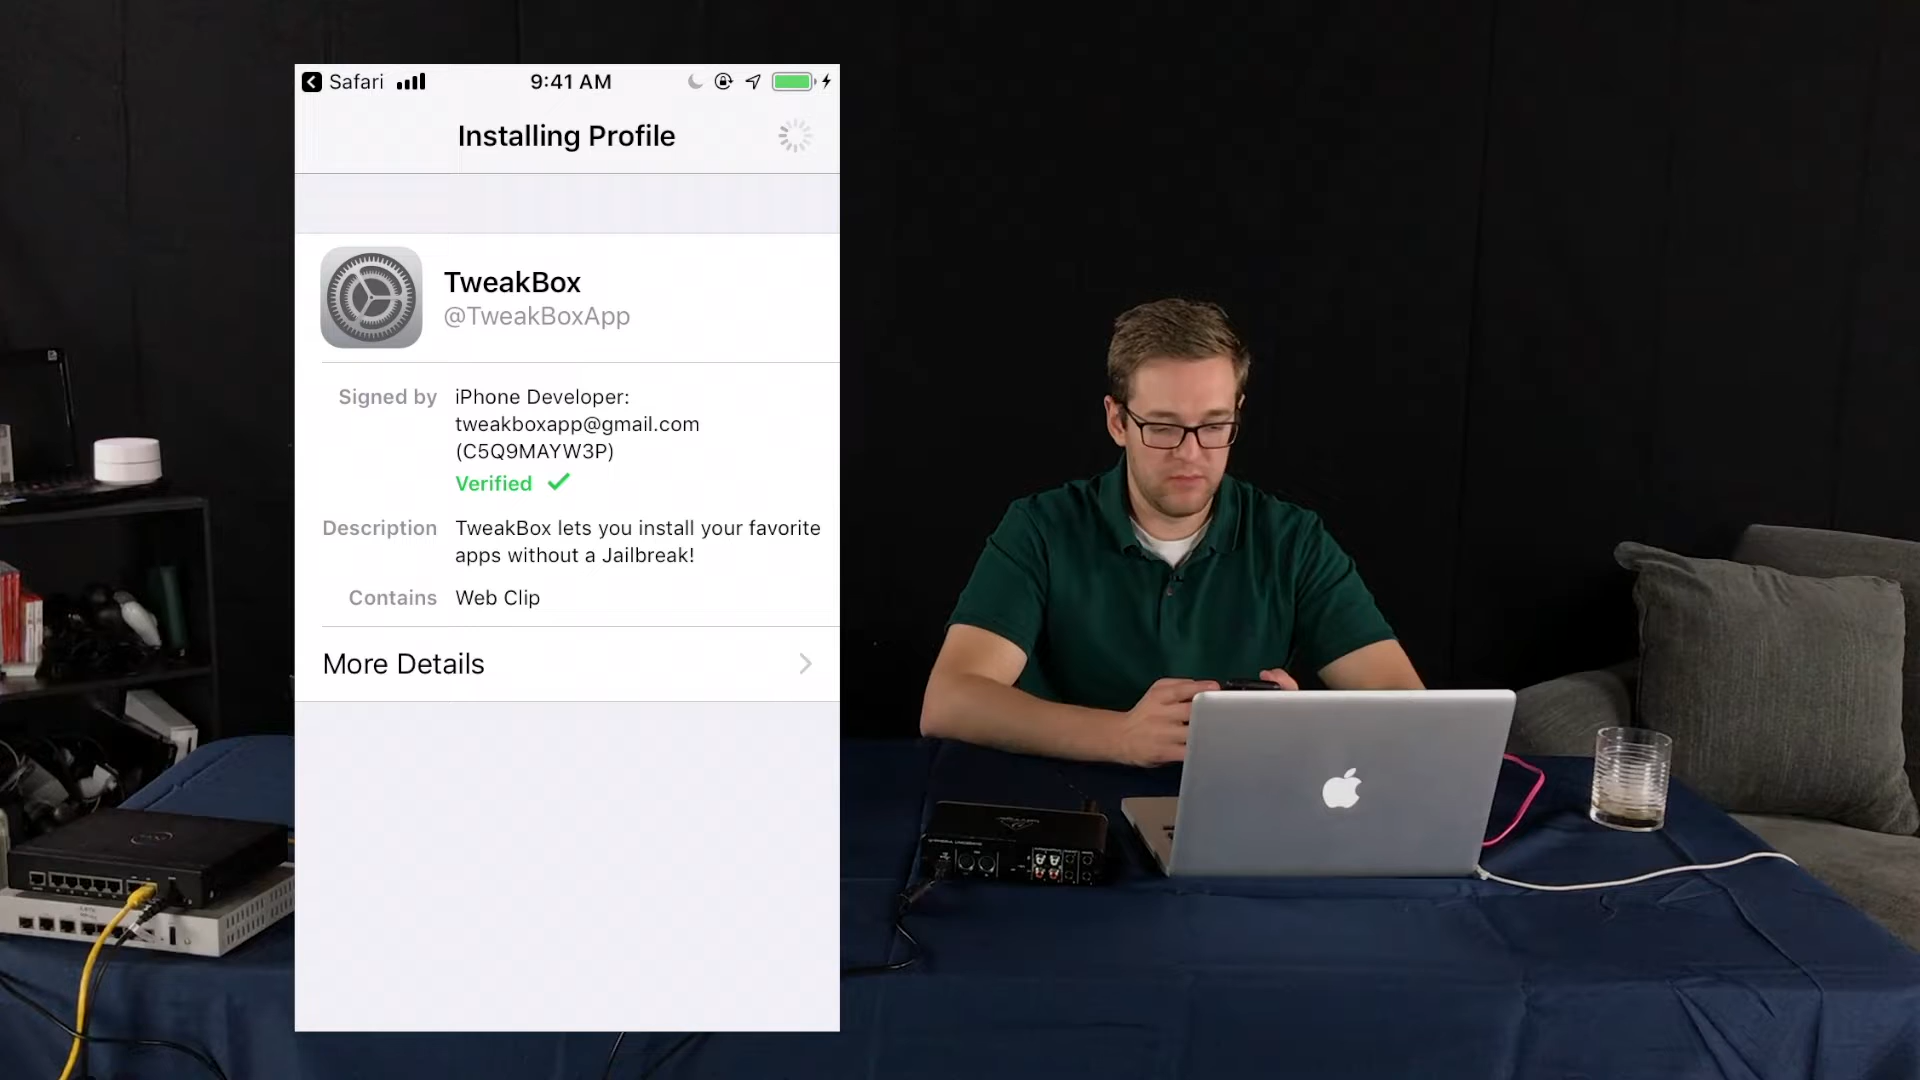 Safari
9:41 AM
Installing Profile
TweakBox
@TweakBoxApp
Signed by
iPhone Developer:
tweakboxapp@gmail.com
(C5Q9MAYW3P)
Verified
Description
TweakBox lets you install your favorite
apps without a Jailbreak!
Contains
Web Clip
More Details